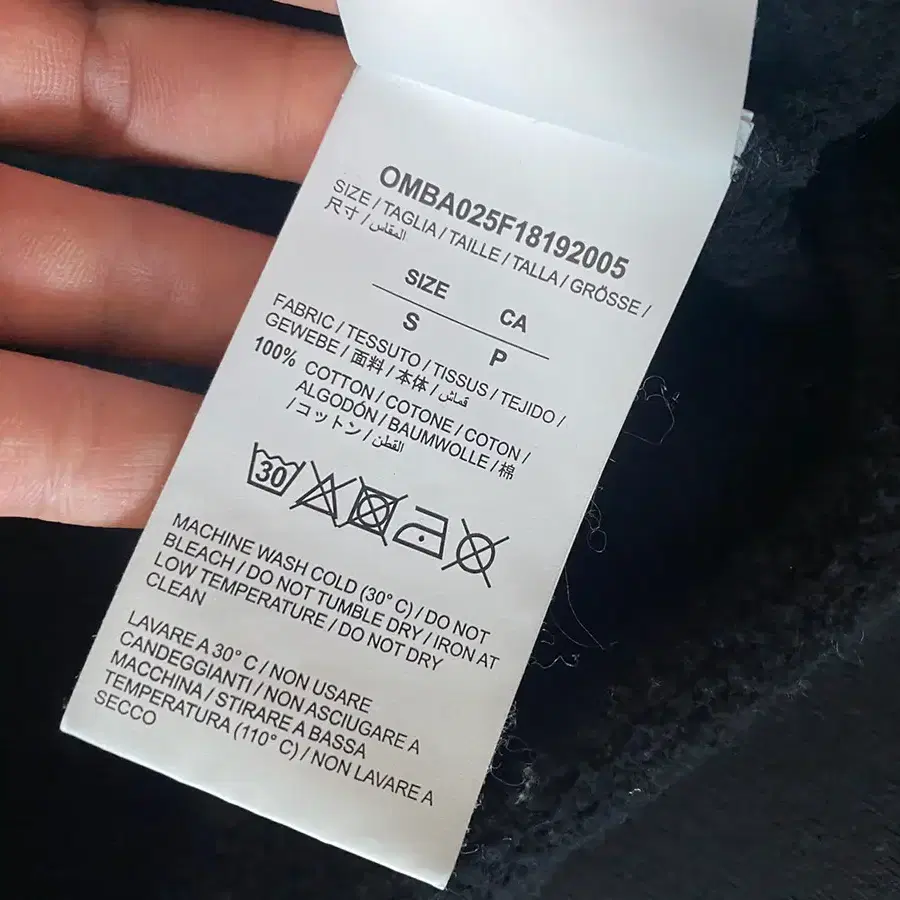 OMBA025F18192005
SIZE / TAGLIA / TAILLE / TALLA / GRÖSSE /
尺寸 / المقاس
SIZE CA
S P
FABRIC / TESSUTO / TISSUS / TEJIDO /
GEWEBE / 面料 / 本体 / قماش
100% COTTON / COTONE / COTON /
ALGODÓN / BAUMWOLLE / 棉
/ コットン / القطن
30
MACHINE WASH COLD (30° C) / DO NOT
BLEACH / DO NOT TUMBLE DRY / IRON AT
LOW TEMPERATURE / DO NOT DRY
CLEAN
LAVARE A 30° C / NON USARE
CANDEGGIANTI / NON ASCIUGARE A
MACCHINA / STIRARE A BASSA
TEMPERATURA (110° C) / NON LAVARE A
SECCO